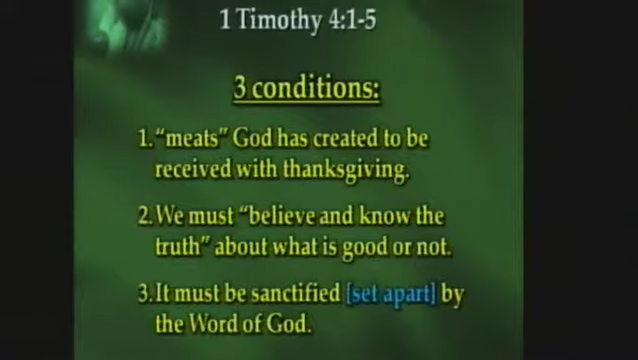 1 Timothy 4:1-5
3 conditions:
1. “meats” God has created to be
received with thanksgiving.
2. We must “believe and know the
truth” about what is good or not.
3. It must be sanctified [set apart] by
the Word of God.